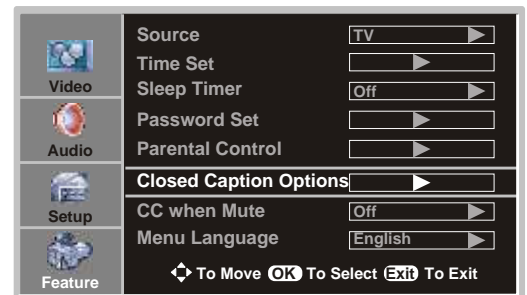 Video
Audio
Setup
Feature
Source TV
Time Set
Sleep Timer Off
Password Set
Parental Control
Closed Caption Options
CC when Mute Off
Menu Language English
To Move OK To Select Exit To Exit